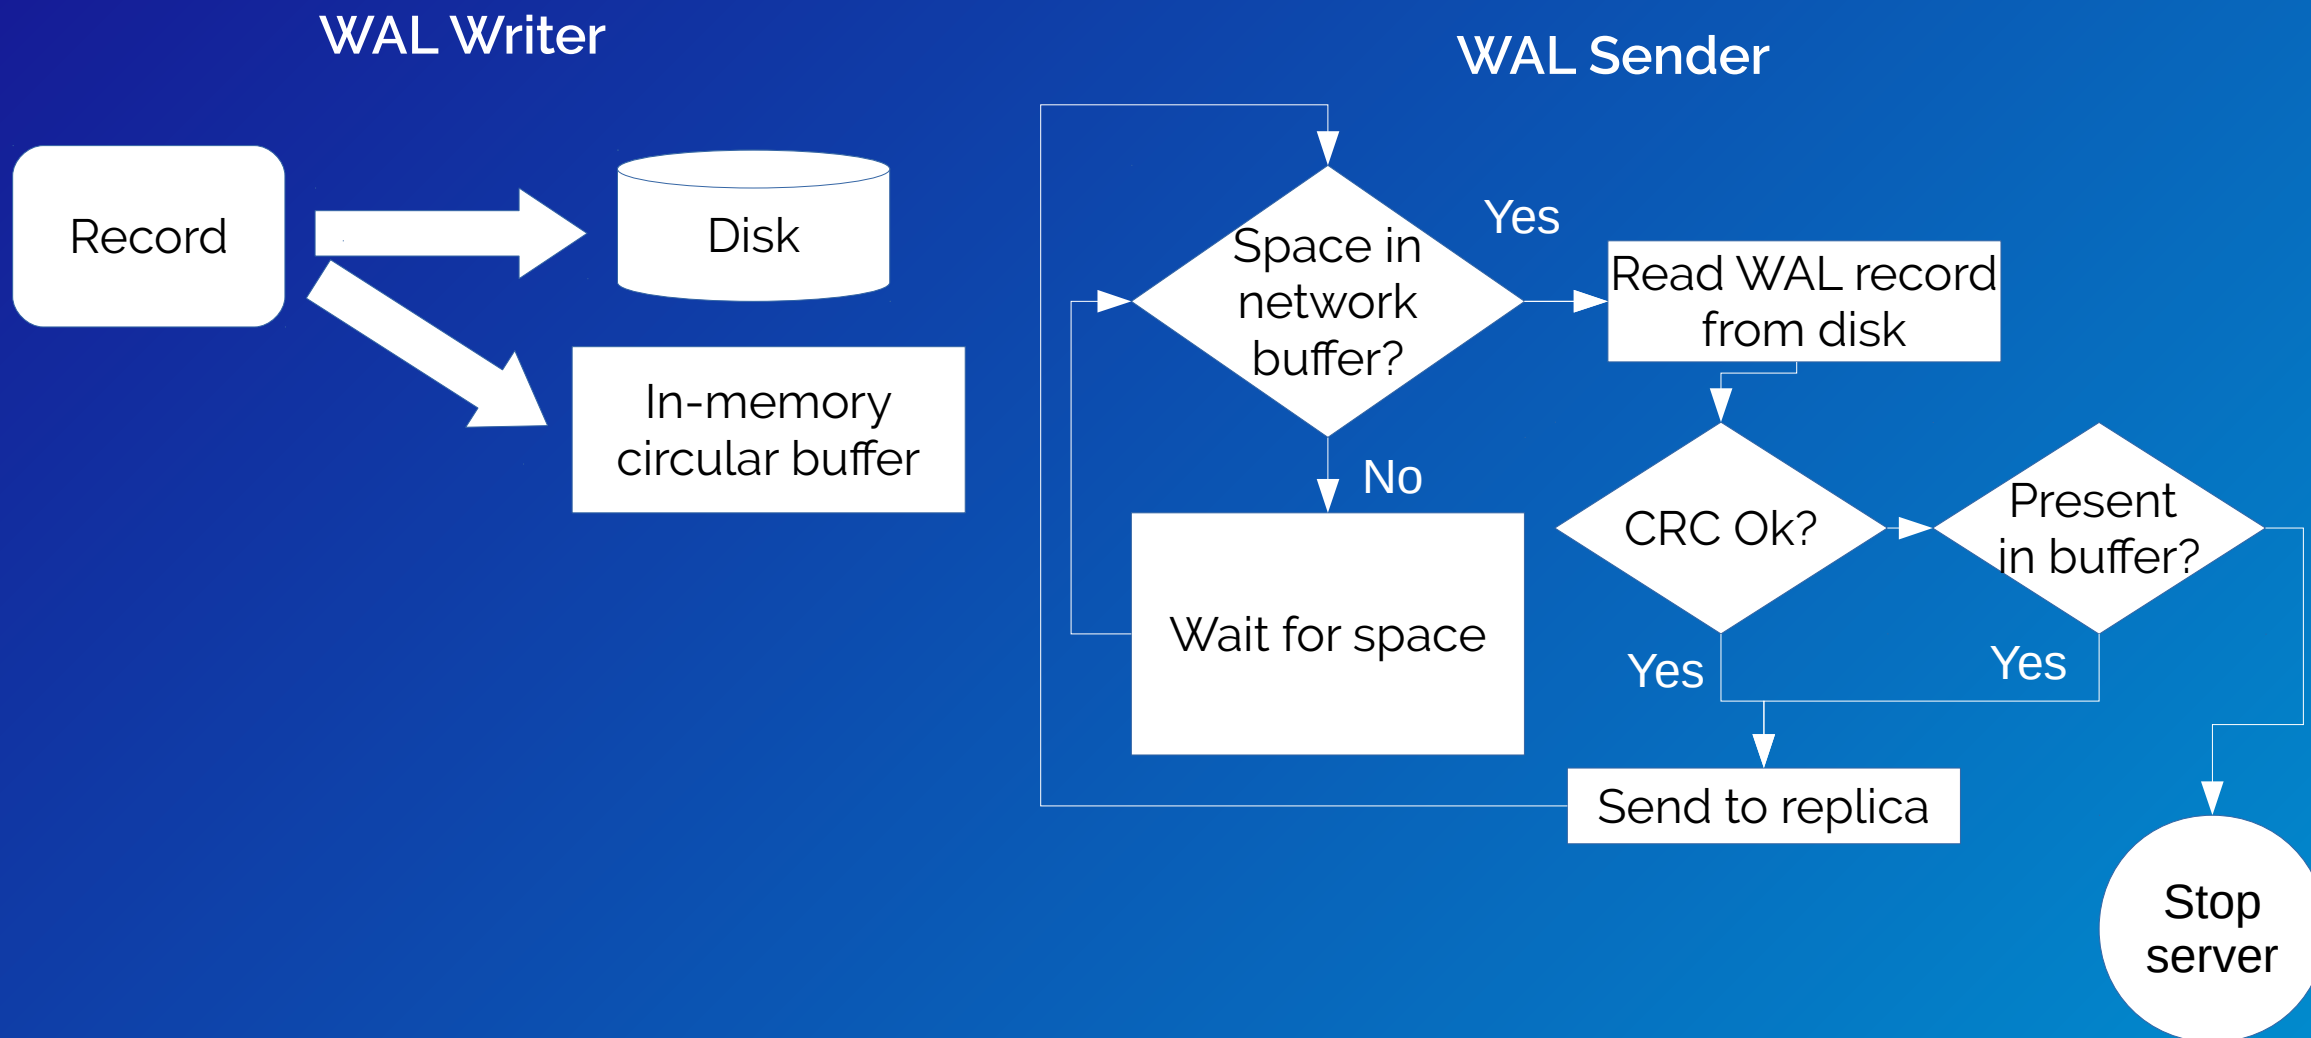 WAL Writer
WAL Sender
Record
Disk
In-memory
circular buffer
Space in
network
buffer?
Yes
Read WAL record
from disk
No
Wait for space
CRC Ok?
Present
in buffer?
Yes
Yes
Send to replica
Stop
server